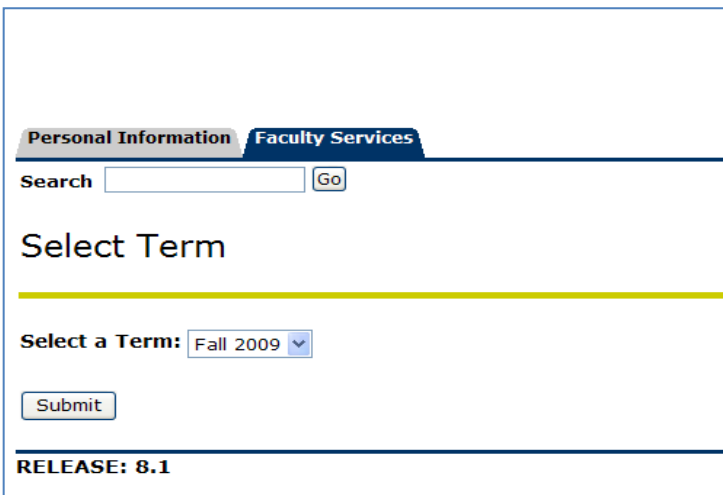 Personal Information Faculty Services
Search Go
Select Term
Select a Term: Fall 2009
Submit
RELEASE: 8.1